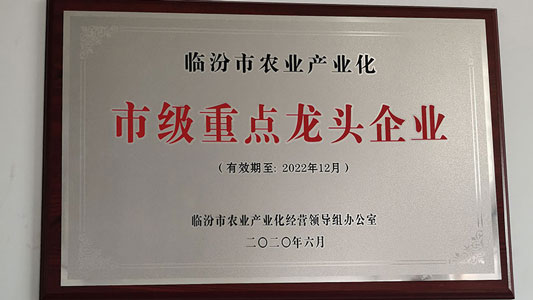 临汾市农业产业化
市级重点龙头企业
（有效期至: 2022年12月）
临汾市农业产业化经营领导组办公室
二〇二〇年六月